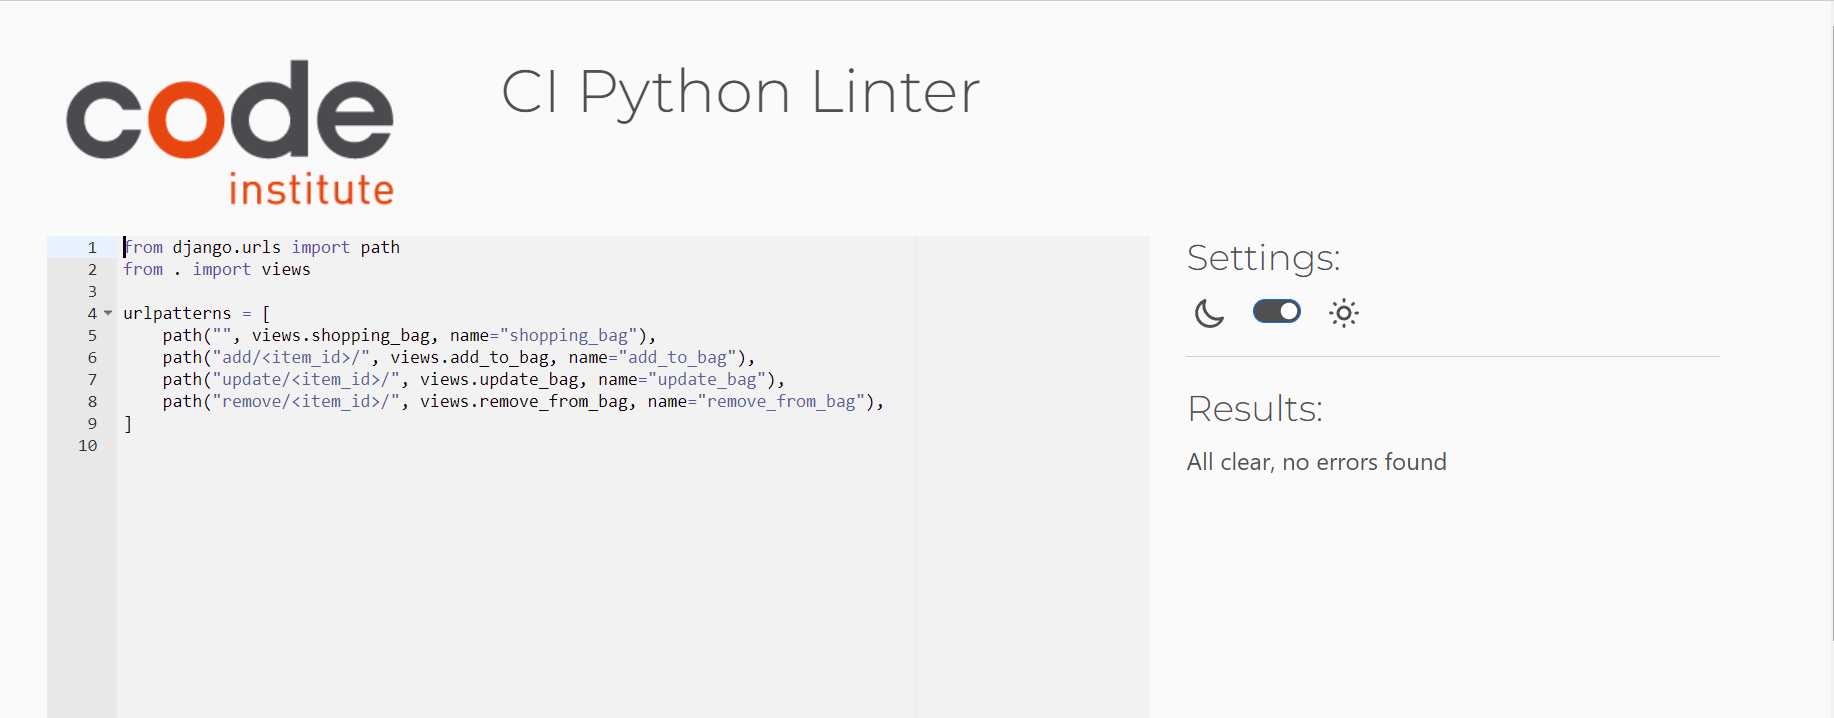 code
institute
CI Python Linter
1 from django.urls import path
2 from . import views
3
4 urlpatterns = [
5     path("", views.shopping_bag, name="shopping_bag"),
6     path("add/<item_id>/", views.add_to_bag, name="add_to_bag"),
7     path("update/<item_id>/", views.update_bag, name="update_bag"),
8     path("remove/<item_id>/", views.remove_from_bag, name="remove_from_bag"),
9 ]
10
Settings:
Results:
All clear, no errors found